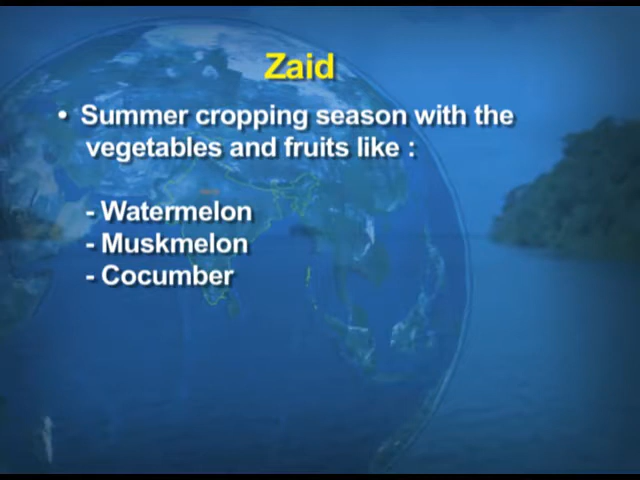 Zaid
• Summer cropping season with the
vegetables and fruits like :
- Watermelon
- Muskmelon
- Cocumber